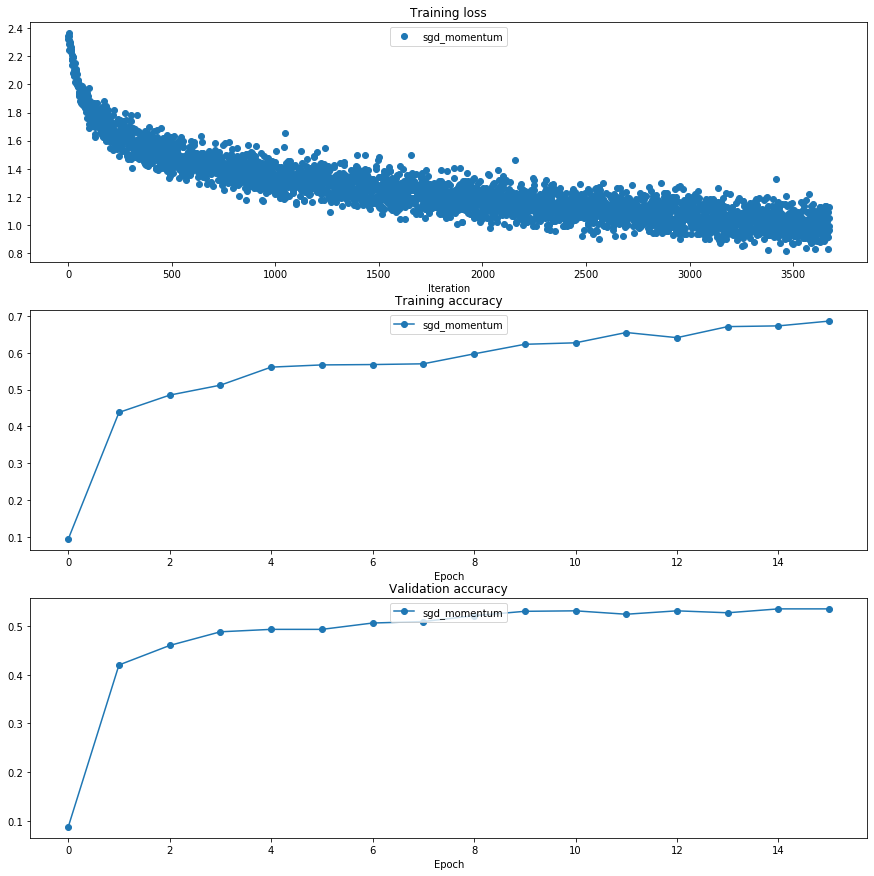 Training loss
sgd_momentum
2.4
2.2
2.0
1.8
1.6
1.4
1.2
1.0
0.8
0 500 1000 1500 2000 2500 3000 3500
Iteration
Training accuracy
sgd_momentum
0.7
0.6
0.5
0.4
0.3
0.2
0.1
0 2 4 6 8 10 12 14
Epoch
Validation accuracy
sgd_momentum
0.5
0.4
0.3
0.2
0.1
0 2 4 6 8 10 12 14
Epoch